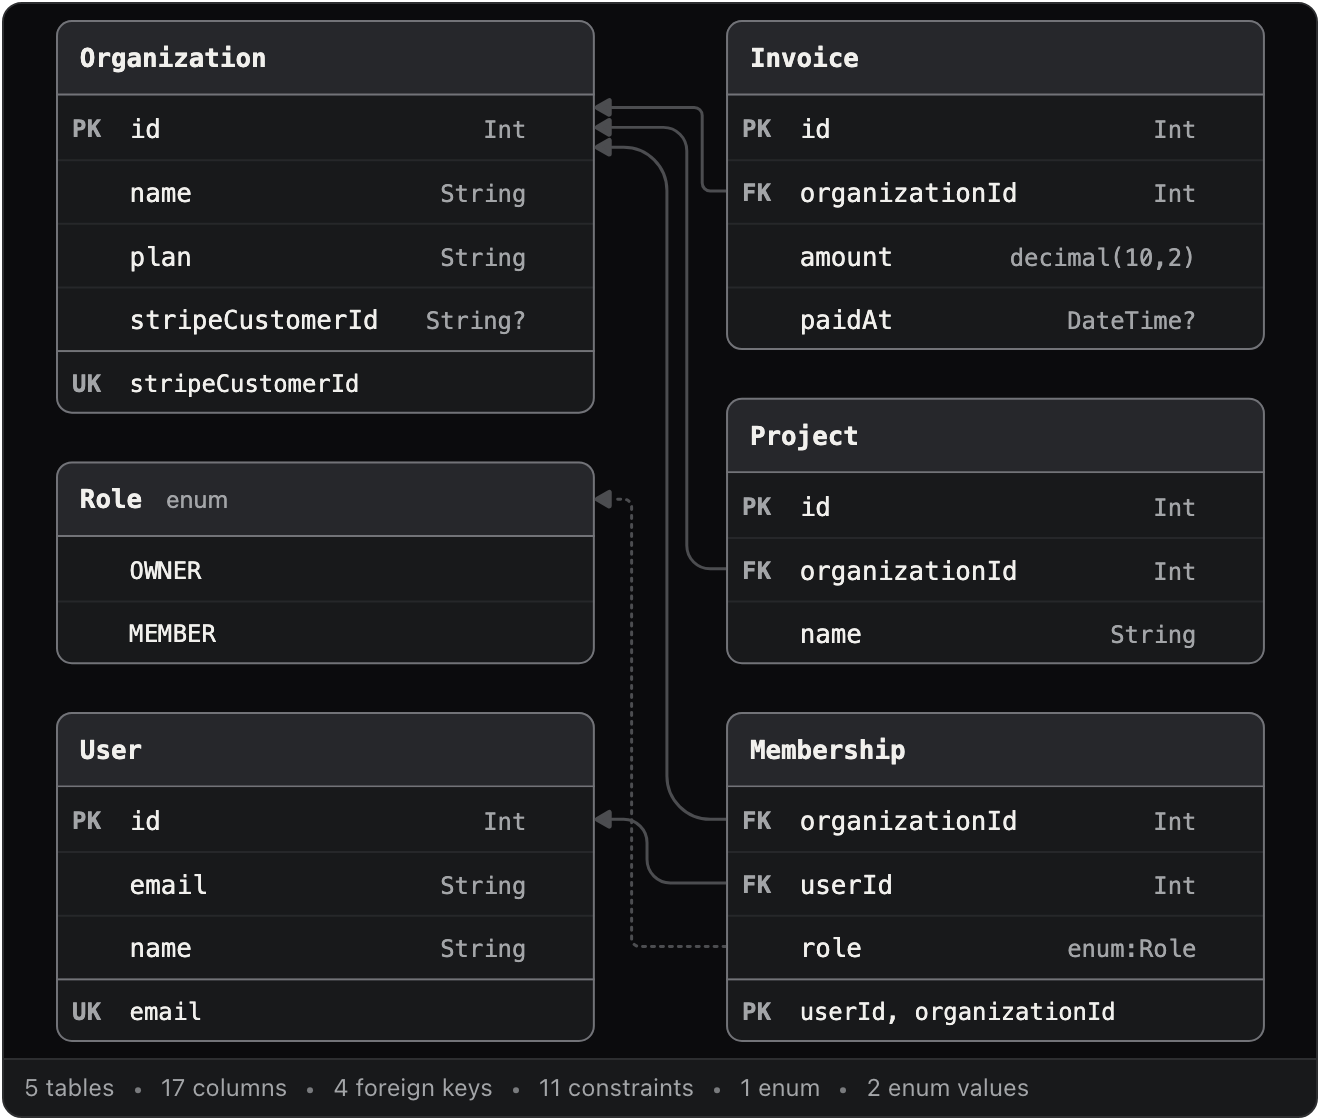 Organization
PK id Int
name String
plan String
stripeCustomerId String?
UK stripeCustomerId
Role enum
OWNER
MEMBER
User
PK id Int
email String
name String
UK email
Invoice
PK id Int
FK organizationId Int
amount decimal(10,2)
paidAt DateTime?
Project
PK id Int
FK organizationId Int
name String
Membership
FK organizationId Int
FK userId Int
role enum:Role
PK userId, organizationId
5 tables • 17 columns • 4 foreign keys • 11 constraints • 1 enum • 2 enum values